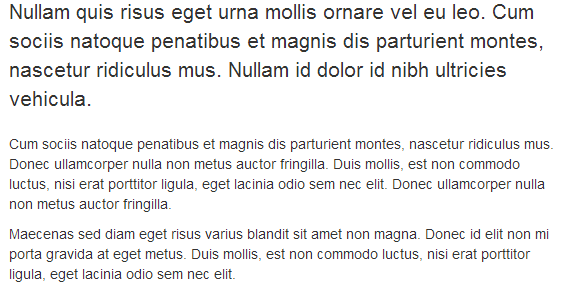 Nullam quis risus eget urna mollis ornare vel eu leo. Cum
sociis natoque penatibus et magnis dis parturient montes,
nascetur ridiculus mus. Nullam id dolor id nibh ultricies
vehicula.
Cum sociis natoque penatibus et magnis dis parturient montes, nascetur ridiculus mus.
Donec ullamcorper nulla non metus auctor fringilla. Duis mollis, est non commodo
luctus, nisi erat porttitor ligula, eget lacinia odio sem nec elit. Donec ullamcorper nulla
non metus auctor fringilla.
Maecenas sed diam eget risus varius blandit sit amet non magna. Donec id elit non mi
porta gravida at eget metus. Duis mollis, est non commodo luctus, nisi erat porttitor
ligula, eget lacinia odio sem nec elit.